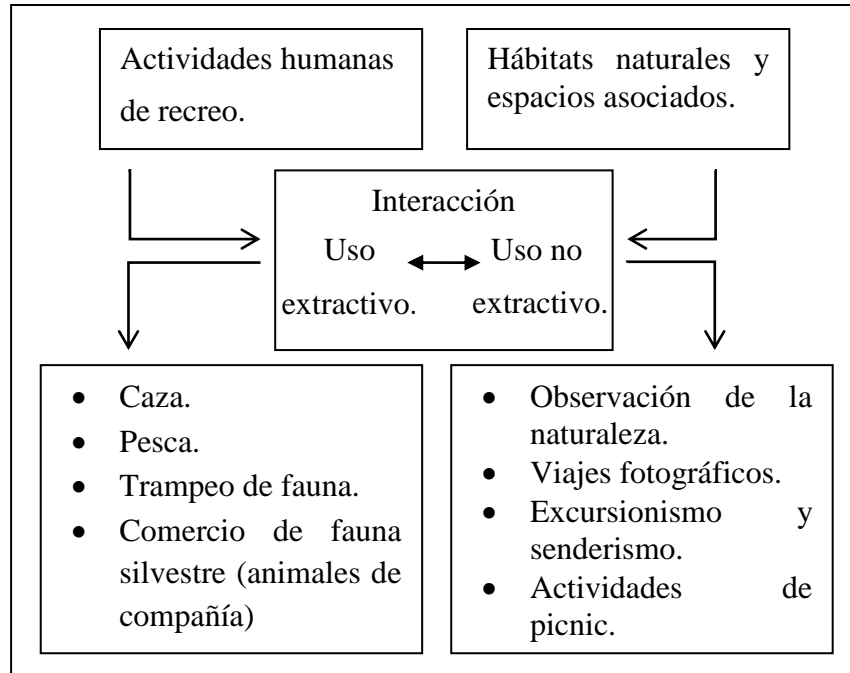 Actividades humanas
de recreo.
Hábitats naturales y
espacios asociados.
Interacción
Uso
extractivo.
Uso no
extractivo.
• Caza.
• Pesca.
• Trampeo de fauna.
• Comercio de fauna
silvestre (animales de
compañía)
• Observación de la
naturaleza.
• Viajes fotográficos.
• Excursionismo y
senderismo.
• Actividades de
picnic.